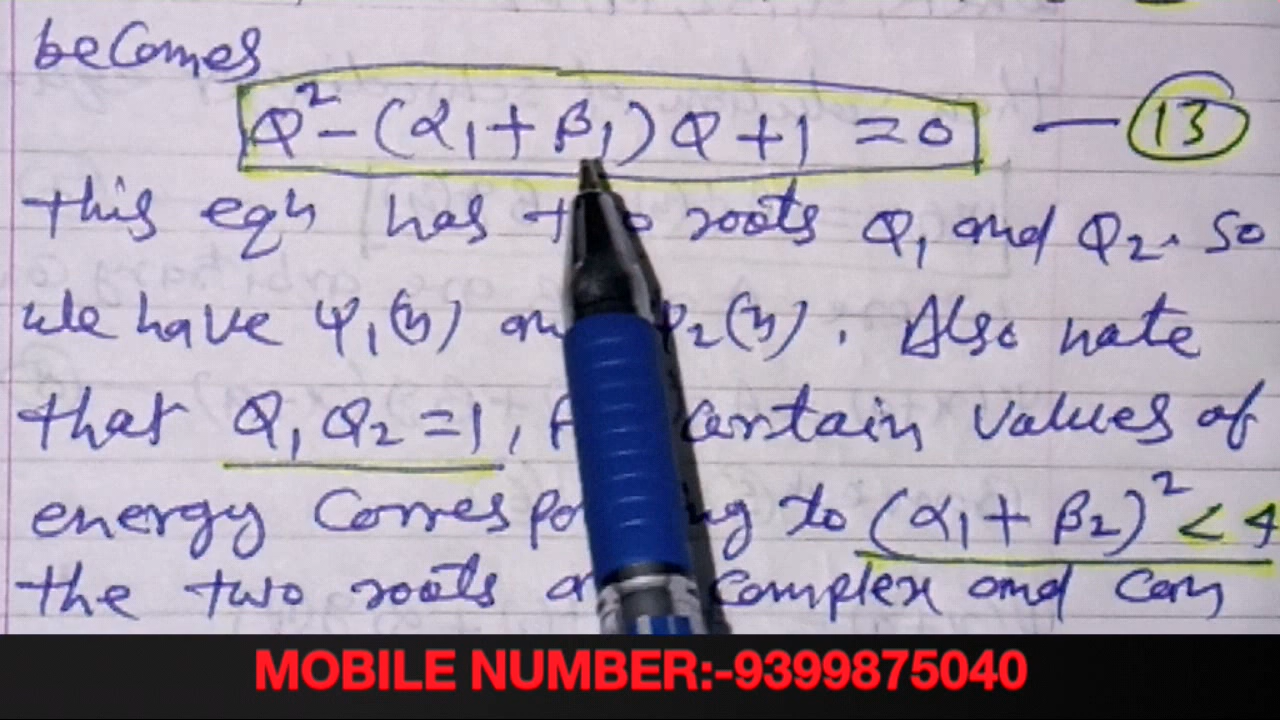 becomes
Q² - (α₁ + β₁) Q + 1 = 0 — 13
this eqn has two roots Q₁ and Q₂. So
we have ψ₁(x) and ψ₂(x). Also note
that Q₁ Q₂ = 1, certain values of
energy corresponding to (α₁ + β₂)² < 4
the two roots complex and can
MOBILE NUMBER:-9399875040